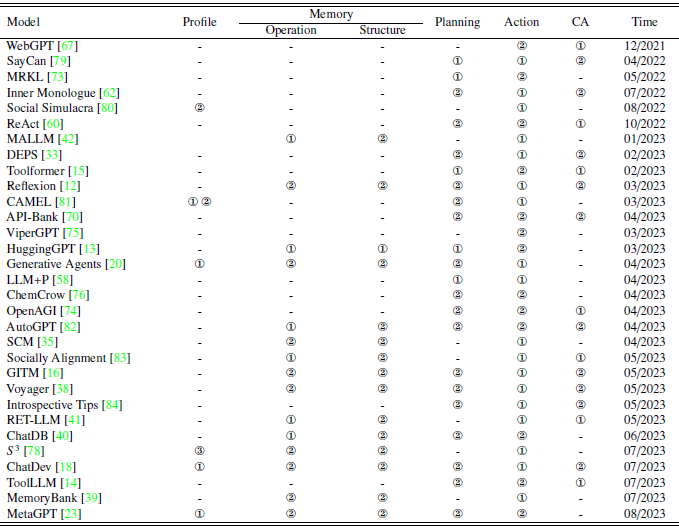 Model Profile Memory Planning Action CA Time
Operation Structure
WebGPT [67] - - - - ② ① 12/2021
SayCan [79] - - - ① ① ② 04/2022
MRKL [73] - - - ① ② - 05/2022
Inner Monologue [62] - - - ② ① ② 07/2022
Social Simulacra [80] ② - - - ① - 08/2022
ReAct [60] - - - ② ② ① 10/2022
MALLM [42] - ① ② - ① - 01/2023
DEPS [33] - - - ② ① ② 02/2023
Toolformer [15] - - - ① ② ① 02/2023
Reflexion [12] - ② ② ② ① ② 03/2023
CAMEL [81] ① ② - - ② ① - 03/2023
API-Bank [70] - - - ② ② ② 04/2023
ViperGPT [75] - - - - ② - 03/2023
HuggingGPT [13] - ① ① ① ② - 03/2023
Generative Agents [20] ① ② ② ② ① - 04/2023
LLM+P [58] - - - ① ① - 04/2023
ChemCrow [76] - - - ② ② - 04/2023
OpenAGI [74] - - - ② ② ① 04/2023
AutoGPT [82] - ① ② ② ② ② 04/2023
SCM [35] - ② ② - ① - 04/2023
Socially Alignment [83] - ① ② - ① ① 05/2023
GITM [16] - ② ② ② ① ② 05/2023
Voyager [38] - ② ② ② ① ② 05/2023
Introspective Tips [84] - - - ② ① ② 05/2023
RET-LLM [41] - ① ② - ① ① 05/2023
ChatDB [40] - ① ② ② ② - 06/2023
S³ [78] ③ ② ② - ① - 07/2023
ChatDev [18] ① ② ② ② ① ② 07/2023
ToolLLM [14] - - - ② ② ① 07/2023
MemoryBank [39] - ② ② - ① - 07/2023
MetaGPT [23] ① ② ② ② ② - 08/2023